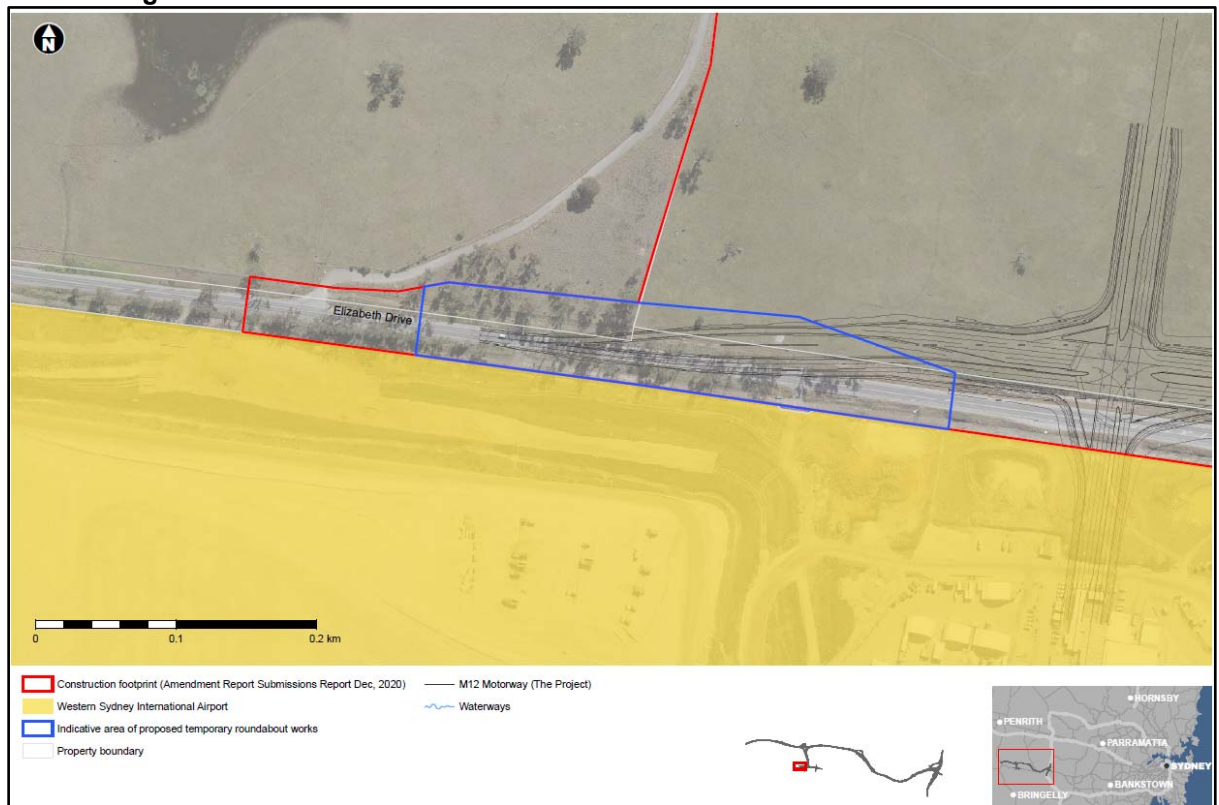 N
Elizabeth Drive
0 0.1 0.2 km
Construction footprint (Amendment Report Submissions Report Dec, 2020)
Western Sydney International Airport
Indicative area of proposed temporary roundabout works
Property boundary
M12 Motorway (The Project)
Waterways
HORNSBY
PENRITH
PARRAMATTA
SYDNEY
BANKSTOWN
BRINGELLY